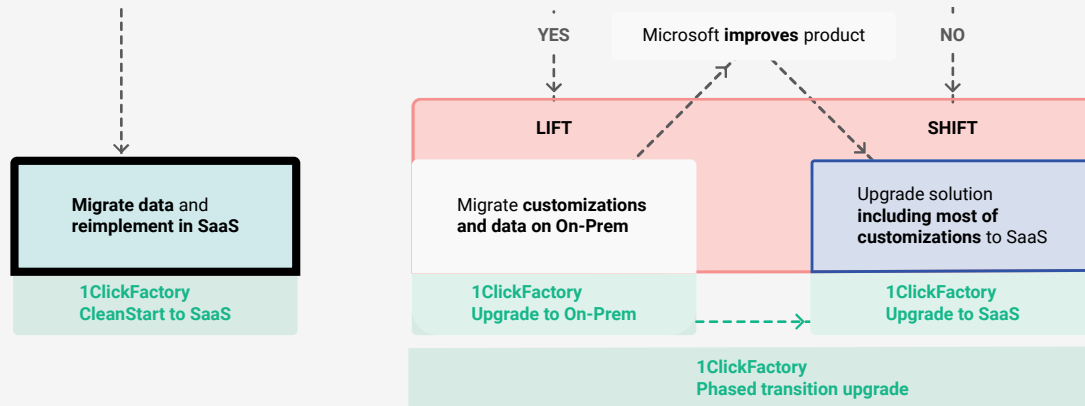 YES
Microsoft improves product
NO
LIFT
SHIFT
Migrate data and
reimplement in SaaS
Migrate customizations
and data on On-Prem
Upgrade solution
including most of
customizations to SaaS
1ClickFactory
CleanStart to SaaS
1ClickFactory
Upgrade to On-Prem
1ClickFactory
Upgrade to SaaS
1ClickFactory
Phased transition upgrade